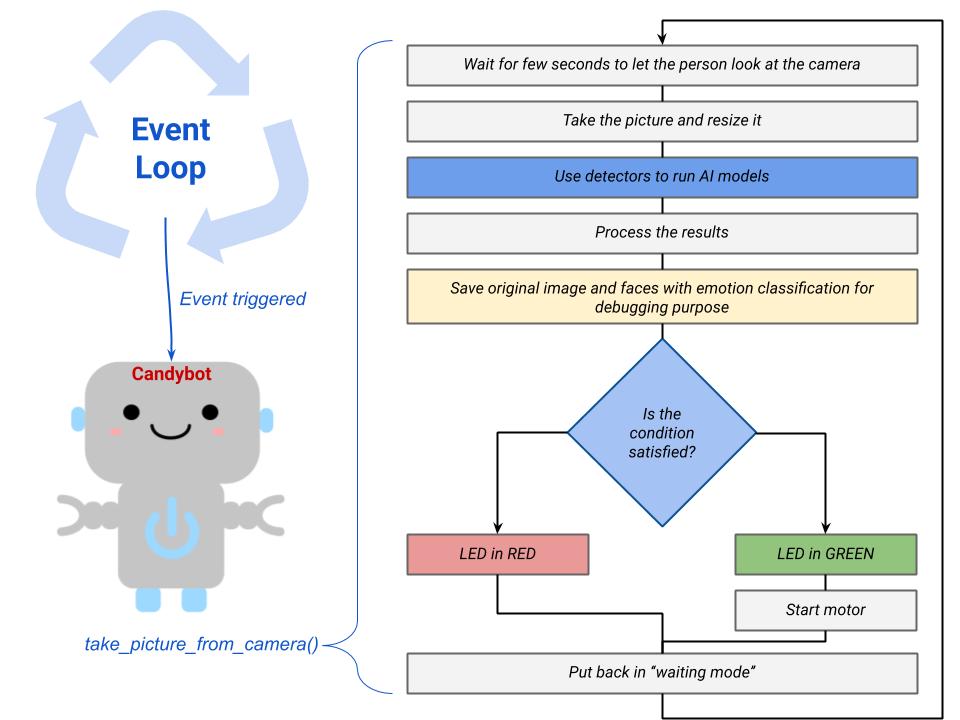 Event
Loop
Event triggered
Candybot
take_picture_from_camera()
Wait for few seconds to let the person look at the camera
Take the picture and resize it
Use detectors to run AI models
Process the results
Save original image and faces with emotion classification for
debugging purpose
Is the
condition
satisfied?
LED in RED
LED in GREEN
Start motor
Put back in “waiting mode”